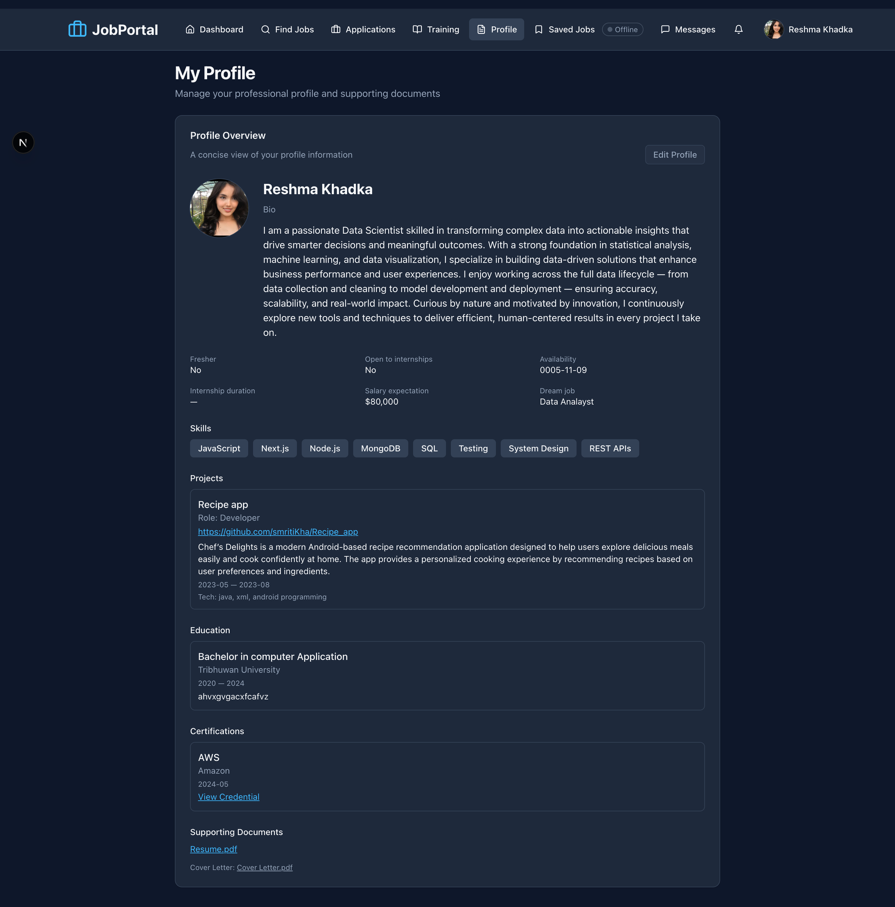 JobPortal
Dashboard
Find Jobs
Applications
Training
Profile
Saved Jobs
Offline
Messages
Reshma Khadka
My Profile
Manage your professional profile and supporting documents
N
Profile Overview
A concise view of your profile information
Edit Profile
Reshma Khadka
Bio
I am a passionate Data Scientist skilled in transforming complex data into actionable insights that
drive smarter decisions and meaningful outcomes. With a strong foundation in statistical analysis,
machine learning, and data visualization, I specialize in building data-driven solutions that enhance
business performance and user experiences. I enjoy working across the full data lifecycle — from
data collection and cleaning to model development and deployment — ensuring accuracy,
scalability, and real-world impact. Curious by nature and motivated by innovation, I continuously
explore new tools and techniques to deliver efficient, human-centered results in every project I take
on.
Fresher
No
Open to internships
No
Availability
0005-11-09
Internship duration
—
Salary expectation
$80,000
Dream job
Data Analayst
Skills
JavaScript
Next.js
Node.js
MongoDB
SQL
Testing
System Design
REST APIs
Projects
Recipe app
Role: Developer
https://github.com/smritiKha/Recipe_app
Chef's Delights is a modern Android-based recipe recommendation application designed to help users explore delicious meals
easily and cook confidently at home. The app provides a personalized cooking experience by recommending recipes based on
user preferences and ingredients.
2023-05 — 2023-08
Tech: java, xml, android programming
Education
Bachelor in computer Application
Tribhuwan University
2020 — 2024
ahvxgvgacxfcafvz
Certifications
AWS
Amazon
2024-05
View Credential
Supporting Documents
Resume.pdf
Cover Letter: Cover Letter.pdf